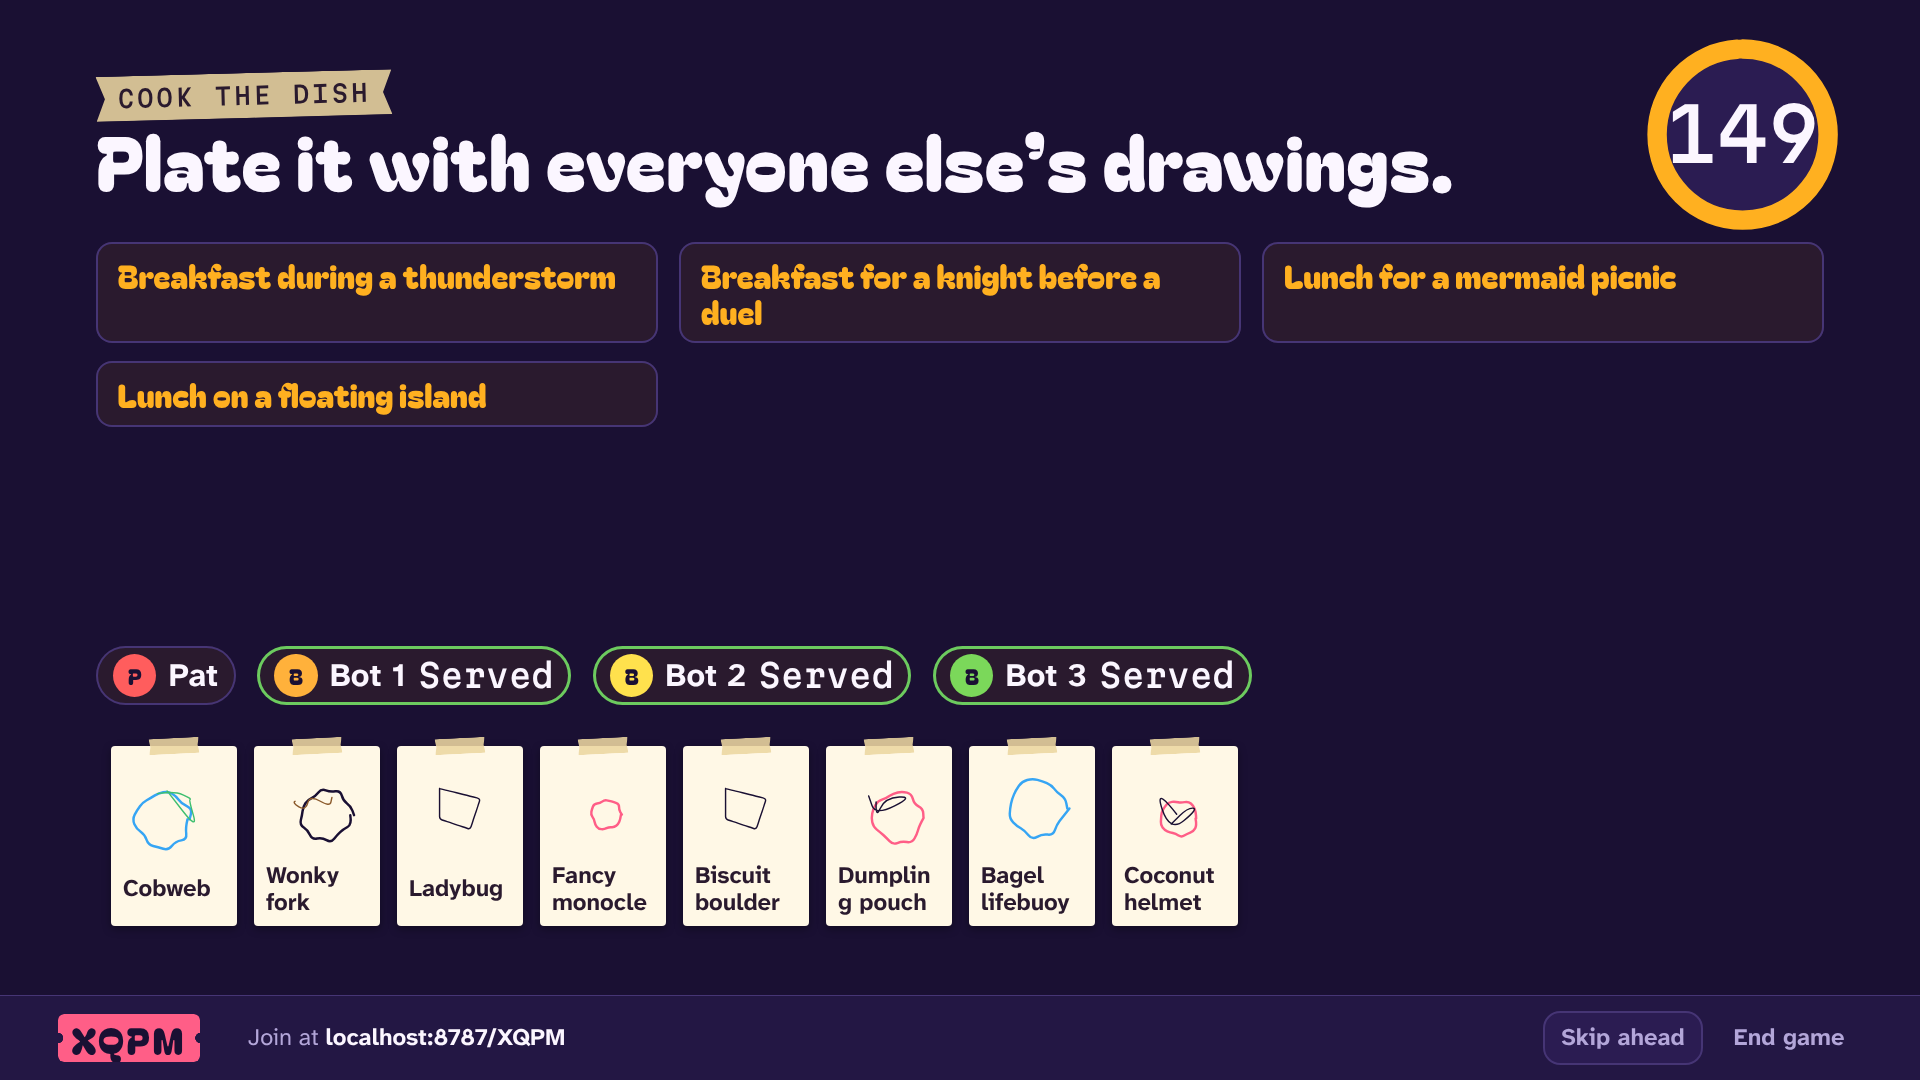 COOK THE DISH
Plate it with everyone else's drawings.
149
Breakfast during a thunderstorm
Breakfast for a knight before a
duel
Lunch for a mermaid picnic
Lunch on a floating island
P Pat
B Bot 1 Served
B Bot 2 Served
B Bot 3 Served
Cobweb
Wonky
fork
Ladybug
Fancy
monocle
Biscuit
boulder
Dumplin
g pouch
Bagel
lifebuoy
Coconut
helmet
XQPM
Join at localhost:8787/XQPM
Skip ahead
End game